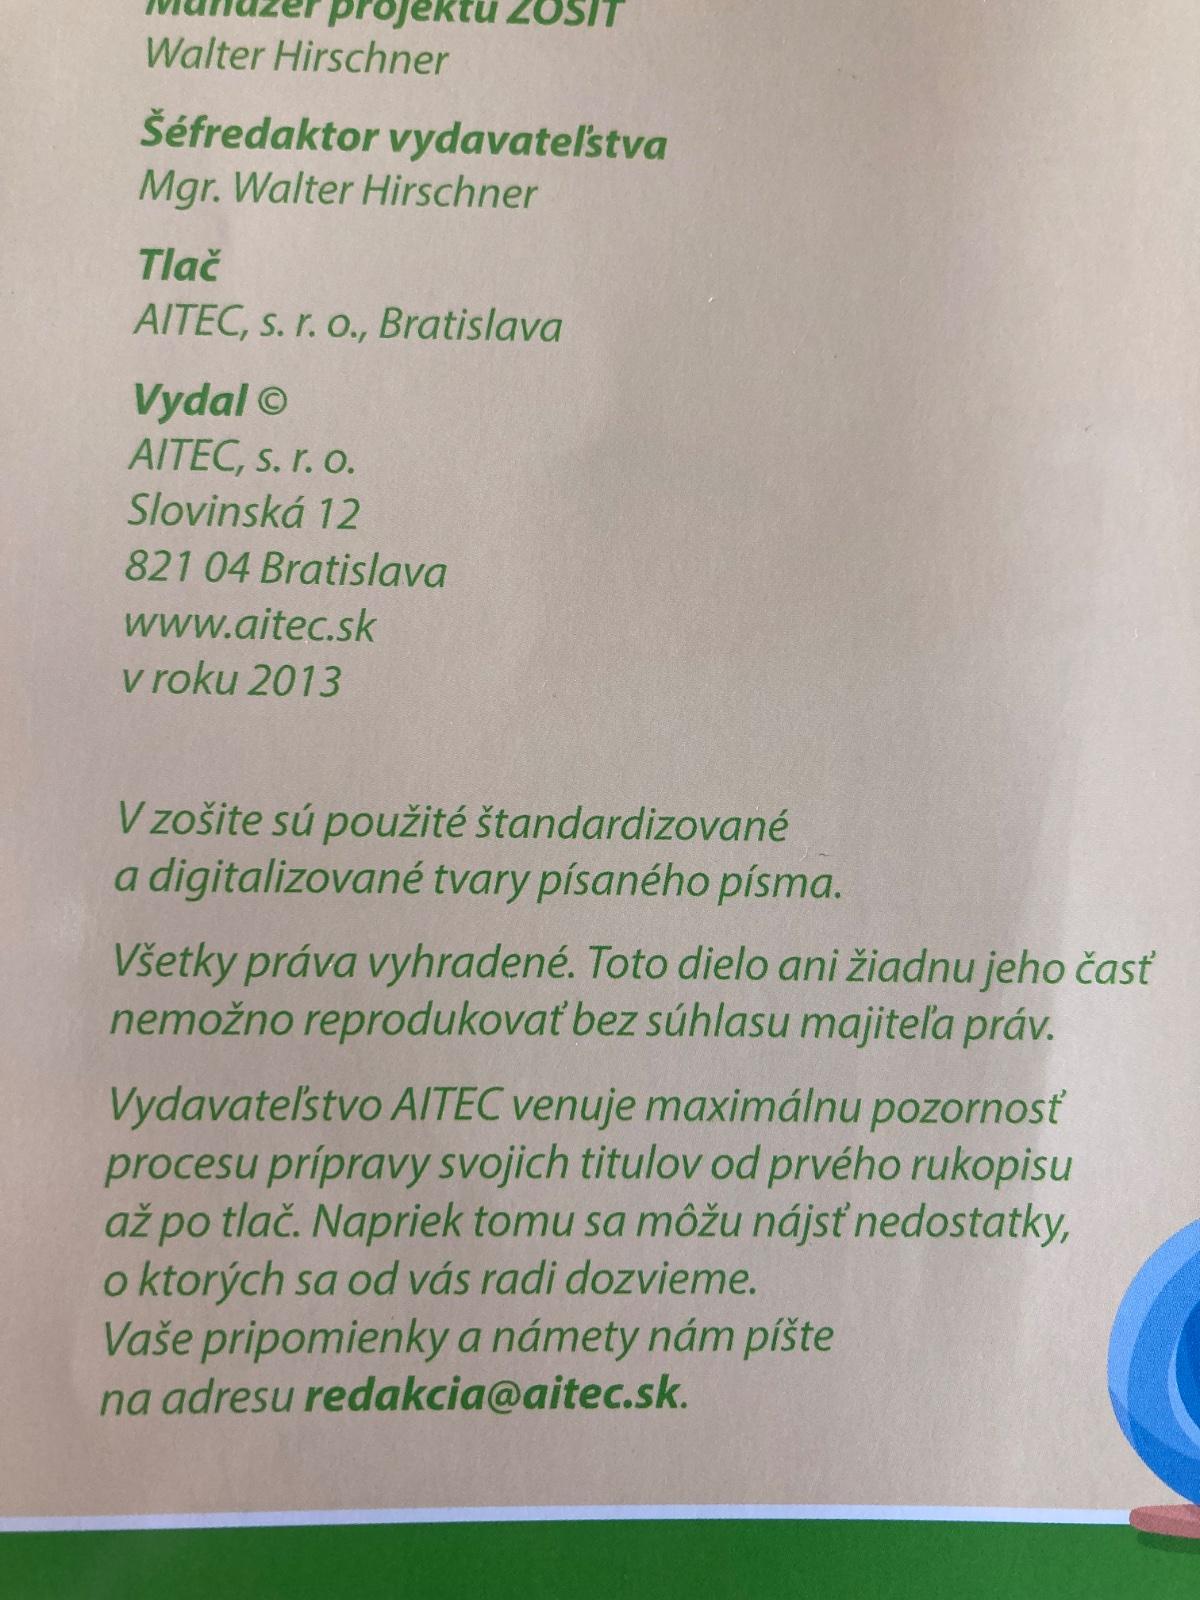 Manažér projektu ZOŠIT
Walter Hirschner
Šéfredaktor vydavateľstva
Mgr. Walter Hirschner
Tlač
AITEC, s. r. o., Bratislava
Vydal ©
AITEC, s. r. o.
Slovinská 12
821 04 Bratislava
www.aitec.sk
v roku 2013
V zošite sú použité štandardizované
a digitalizované tvary písaného písma.
Všetky práva vyhradené. Toto dielo ani žiadnu jeho časť
nemožno reprodukovať bez súhlasu majiteľa práv.
Vydavateľstvo AITEC venuje maximálnu pozornosť
procesu prípravy svojich titulov od prvého rukopisu
až po tlač. Napriek tomu sa môžu nájsť nedostatky,
o ktorých sa od vás radi dozvieme.
Vaše pripomienky a námety nám píšte
na adresu redakcia@aitec.sk.